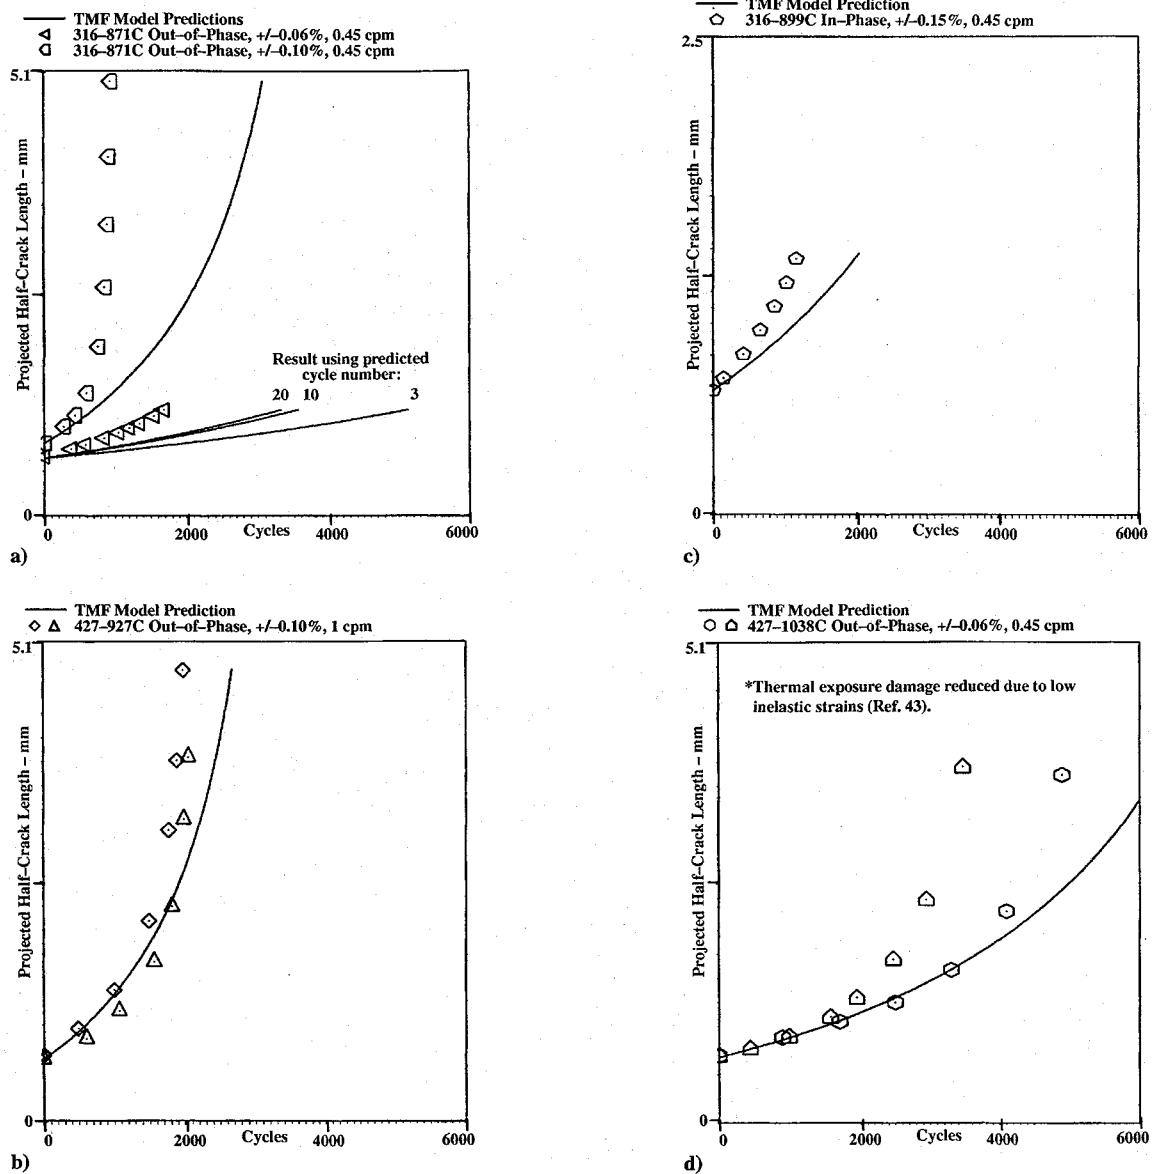 TMF Model Predictions
316–871C Out–of–Phase, +/–0.06%, 0.45 cpm
316–871C Out–of–Phase, +/–0.10%, 0.45 cpm
5.1
Projected Half–Crack Length – mm
Result using predicted
cycle number:
20 10 3
0
0 2000 4000 6000
Cycles
a)
TMF Model Prediction
316–899C In–Phase, +/–0.15%, 0.45 cpm
2.5
Projected Half–Crack Length – mm
0
0 2000 4000 6000
Cycles
c)
TMF Model Prediction
427–927C Out–of–Phase, +/–0.10%, 1 cpm
5.1
Projected Half–Crack Length – mm
0
0 2000 4000 6000
Cycles
b)
TMF Model Prediction
427–1038C Out–of–Phase, +/–0.06%, 0.45 cpm
5.1
*Thermal exposure damage reduced due to low
inelastic strains (Ref. 43).
Projected Half–Crack Length – mm
0
0 2000 4000 6000
Cycles
d)